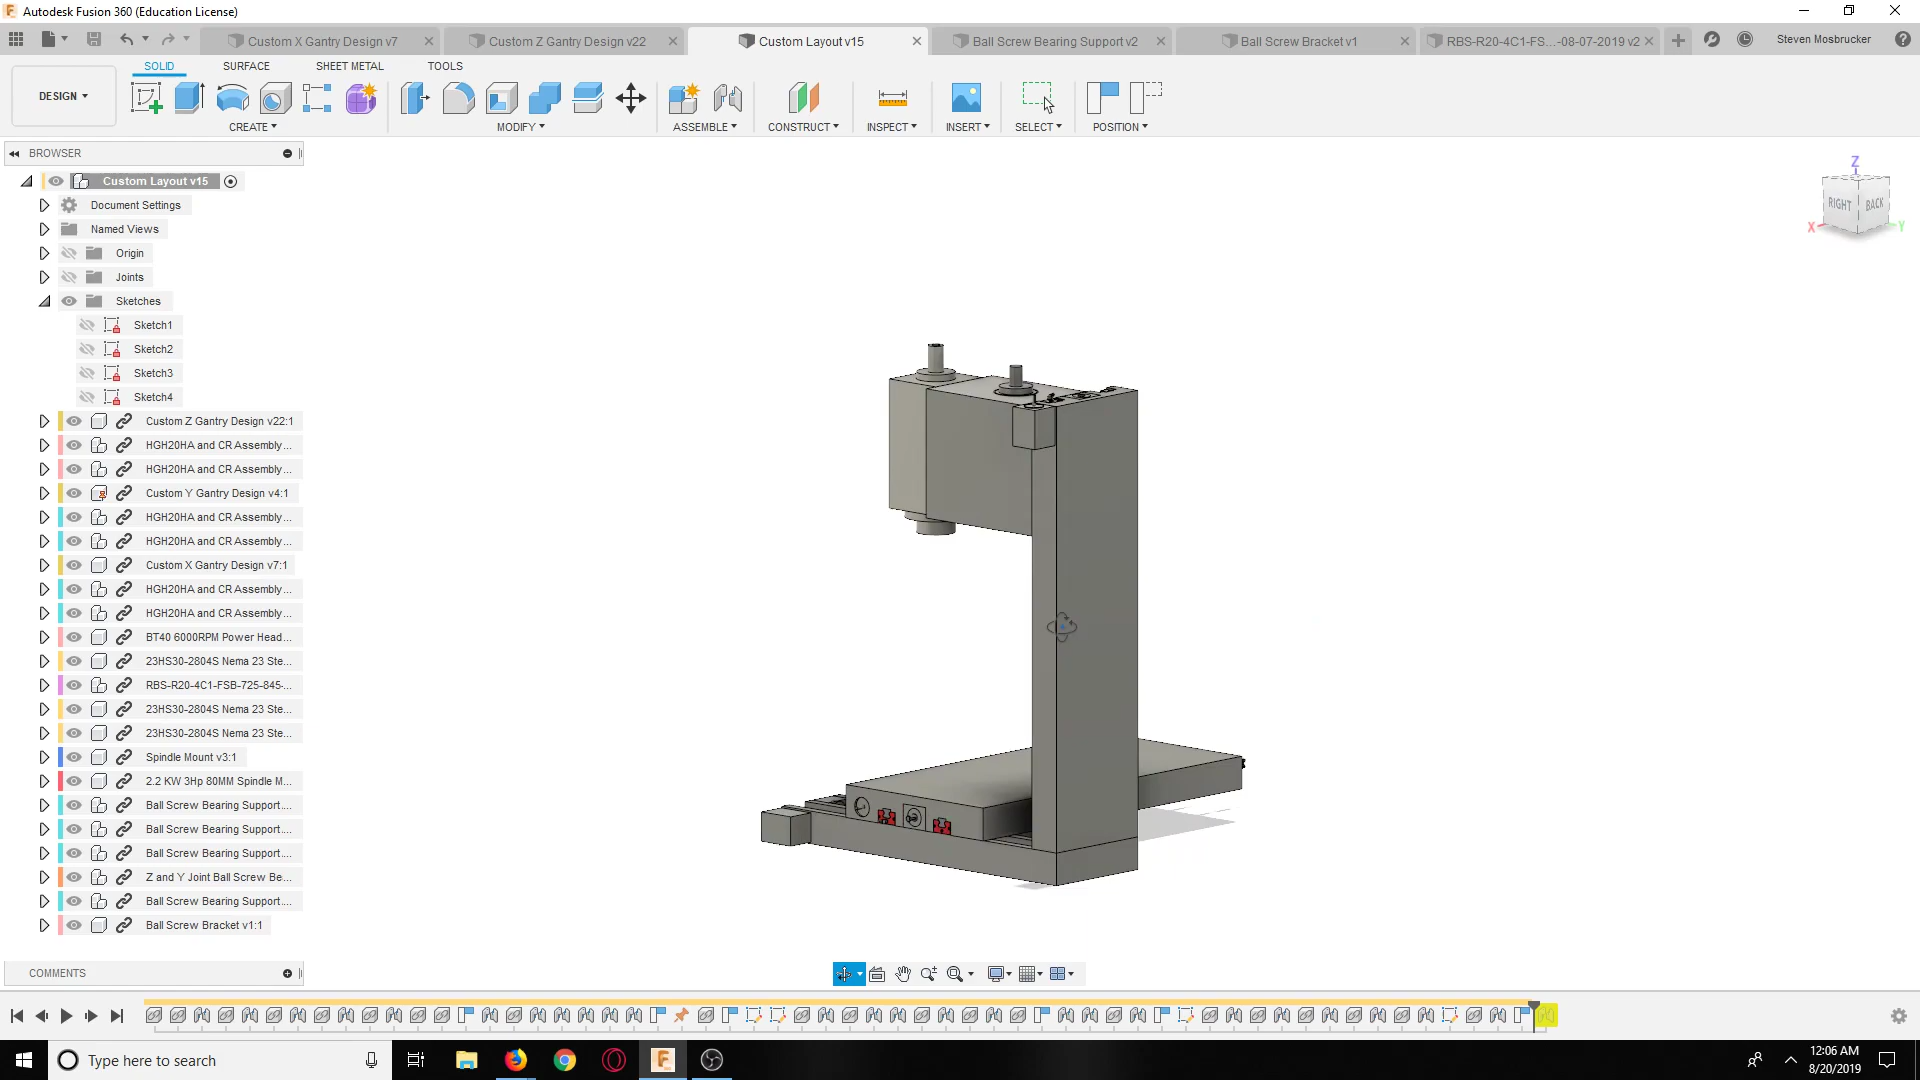 Autodesk Fusion 360 (Education License)
Custom X Gantry Design v7
Custom Z Gantry Design v22
Custom Layout v15
Ball Screw Bearing Support v2
Ball Screw Bracket v1
RBS-R20-4C1-FS...-08-07-2019 v2
Steven Mosbrucker
SOLID
SURFACE
SHEET METAL
TOOLS
DESIGN
CREATE
MODIFY
ASSEMBLE
CONSTRUCT
INSPECT
INSERT
SELECT
POSITION
BROWSER
Custom Layout v15
Document Settings
Named Views
Origin
Joints
Sketches
Sketch1
Sketch2
Sketch3
Sketch4
Custom Z Gantry Design v22:1
HGH20HA and CR Assembly...
HGH20HA and CR Assembly...
Custom Y Gantry Design v4:1
HGH20HA and CR Assembly...
HGH20HA and CR Assembly...
Custom X Gantry Design v7:1
HGH20HA and CR Assembly...
HGH20HA and CR Assembly...
BT40 6000RPM Power Head...
23HS30-2804S Nema 23 Ste...
RBS-R20-4C1-FSB-725-845-...
23HS30-2804S Nema 23 Ste...
23HS30-2804S Nema 23 Ste...
Spindle Mount v3:1
2.2 KW 3Hp 80MM Spindle M...
Ball Screw Bearing Support....
Ball Screw Bearing Support....
Ball Screw Bearing Support....
Z and Y Joint Ball Screw Be...
Ball Screw Bearing Support....
Ball Screw Bracket v1:1
Z
RIGHT
BACK
X
Y
COMMENTS
Type here to search
12:06 AM
8/20/2019